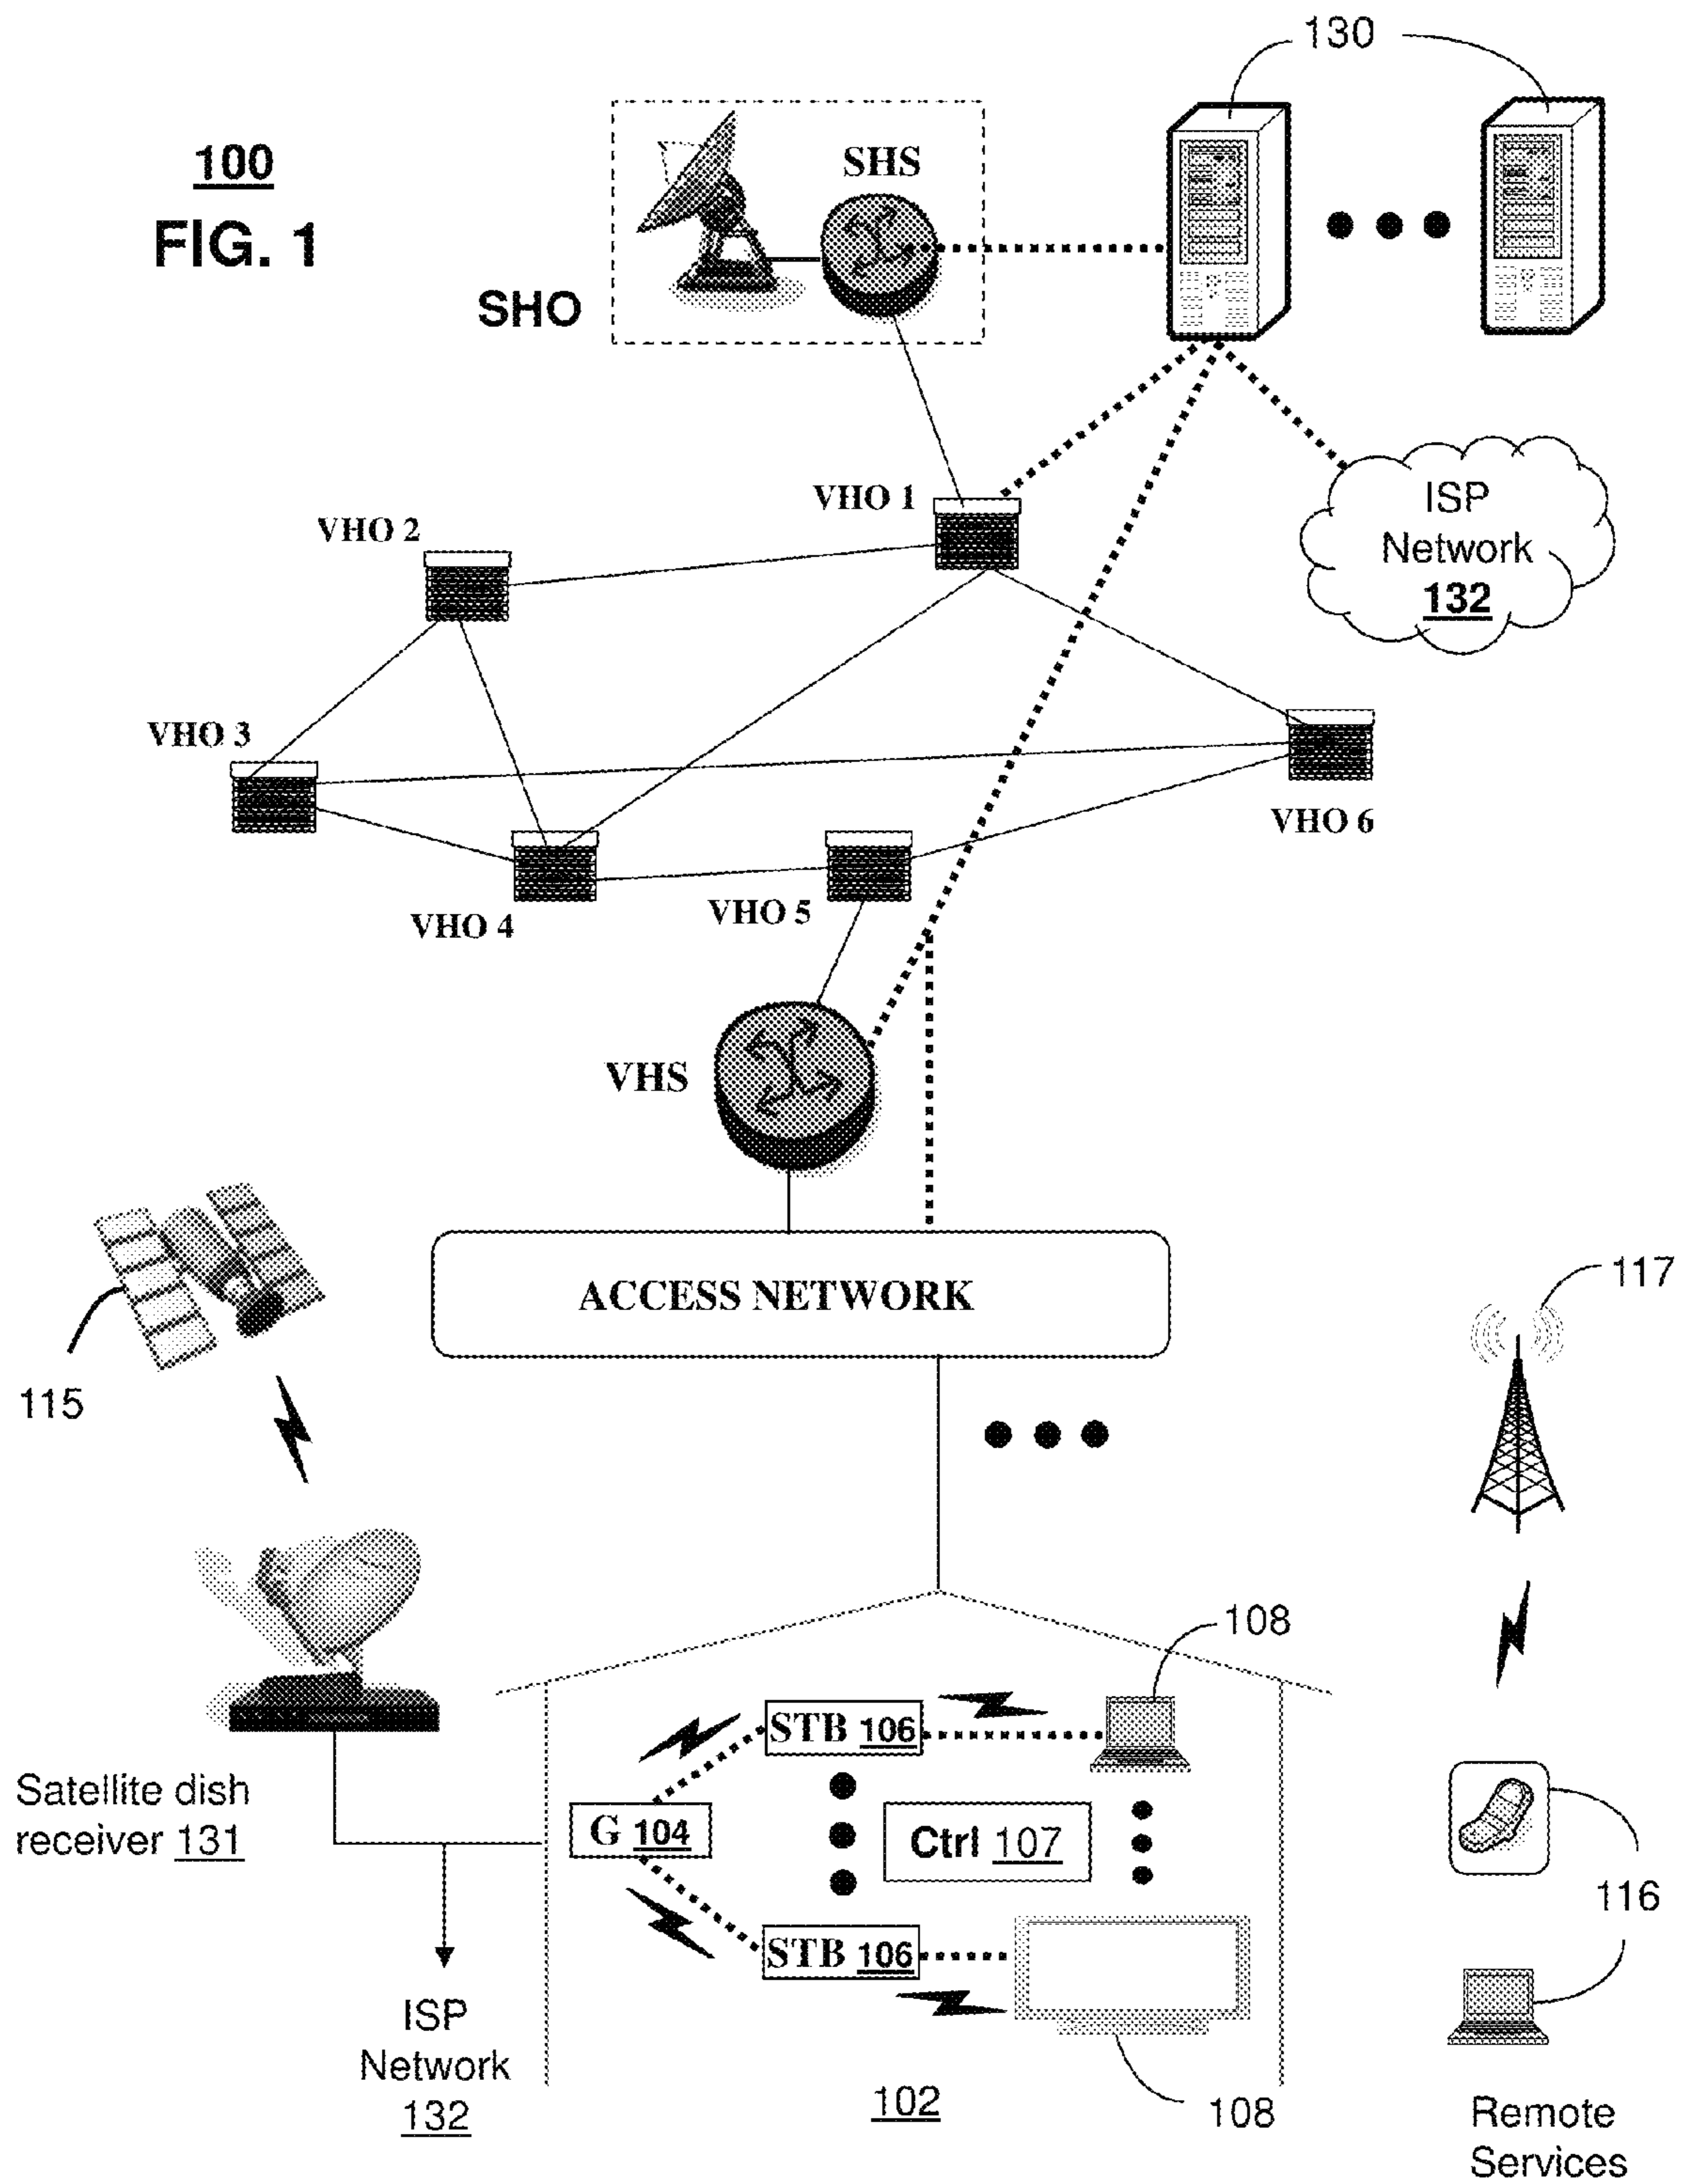 130
100
FIG. 1
SHS
SHO
ISP
Network
132
VHO 1
VHO 2
VHO 3
VHO 6
VHO 4
VHO 5
VHS
ACCESS NETWORK
117
115
108
STB 106
Satellite dish
receiver 131
G 104
Ctrl 107
116
STB 106
ISP
Network
132
102
108
Remote
Services